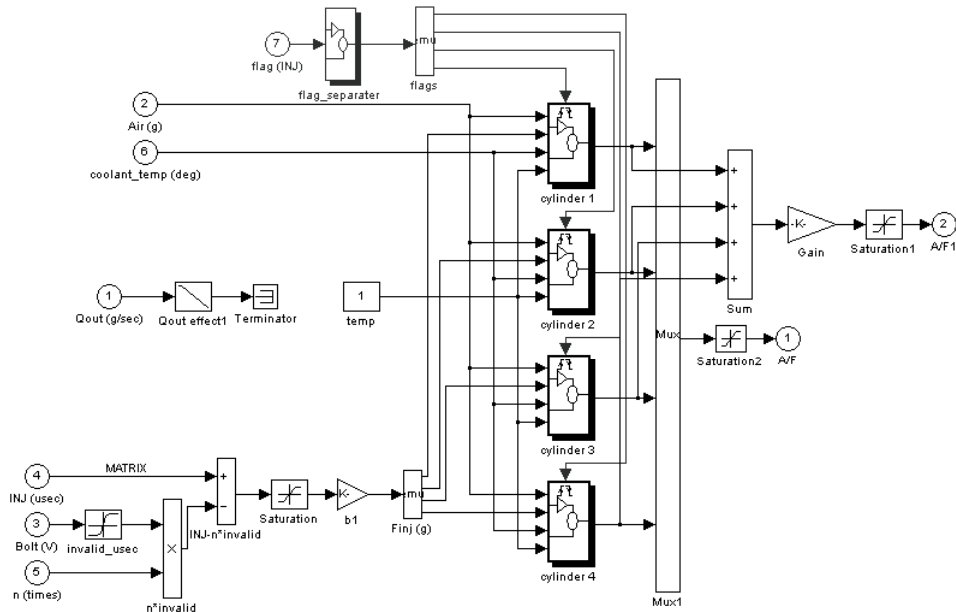 7
flag (INJ)
flag_separater
mu
flags
2
Air (g)
6
coolant_temp (deg)
cylinder 1
+
+
+
+
Sum
-K-
Gain
Saturation1
2
A/F1
cylinder 2
1
Qout (g/sec)
Qout effect1
Terminator
1
temp
Mux
Saturation2
1
A/F
cylinder 3
4
INJ (usec)
MATRIX
3
Bolt (V)
invalid_usec
5
n (times)
×
n*invalid
+
−
INJ-n*invalid
Saturation
K-
b1
mu
Finj (g)
cylinder 4
Mux1